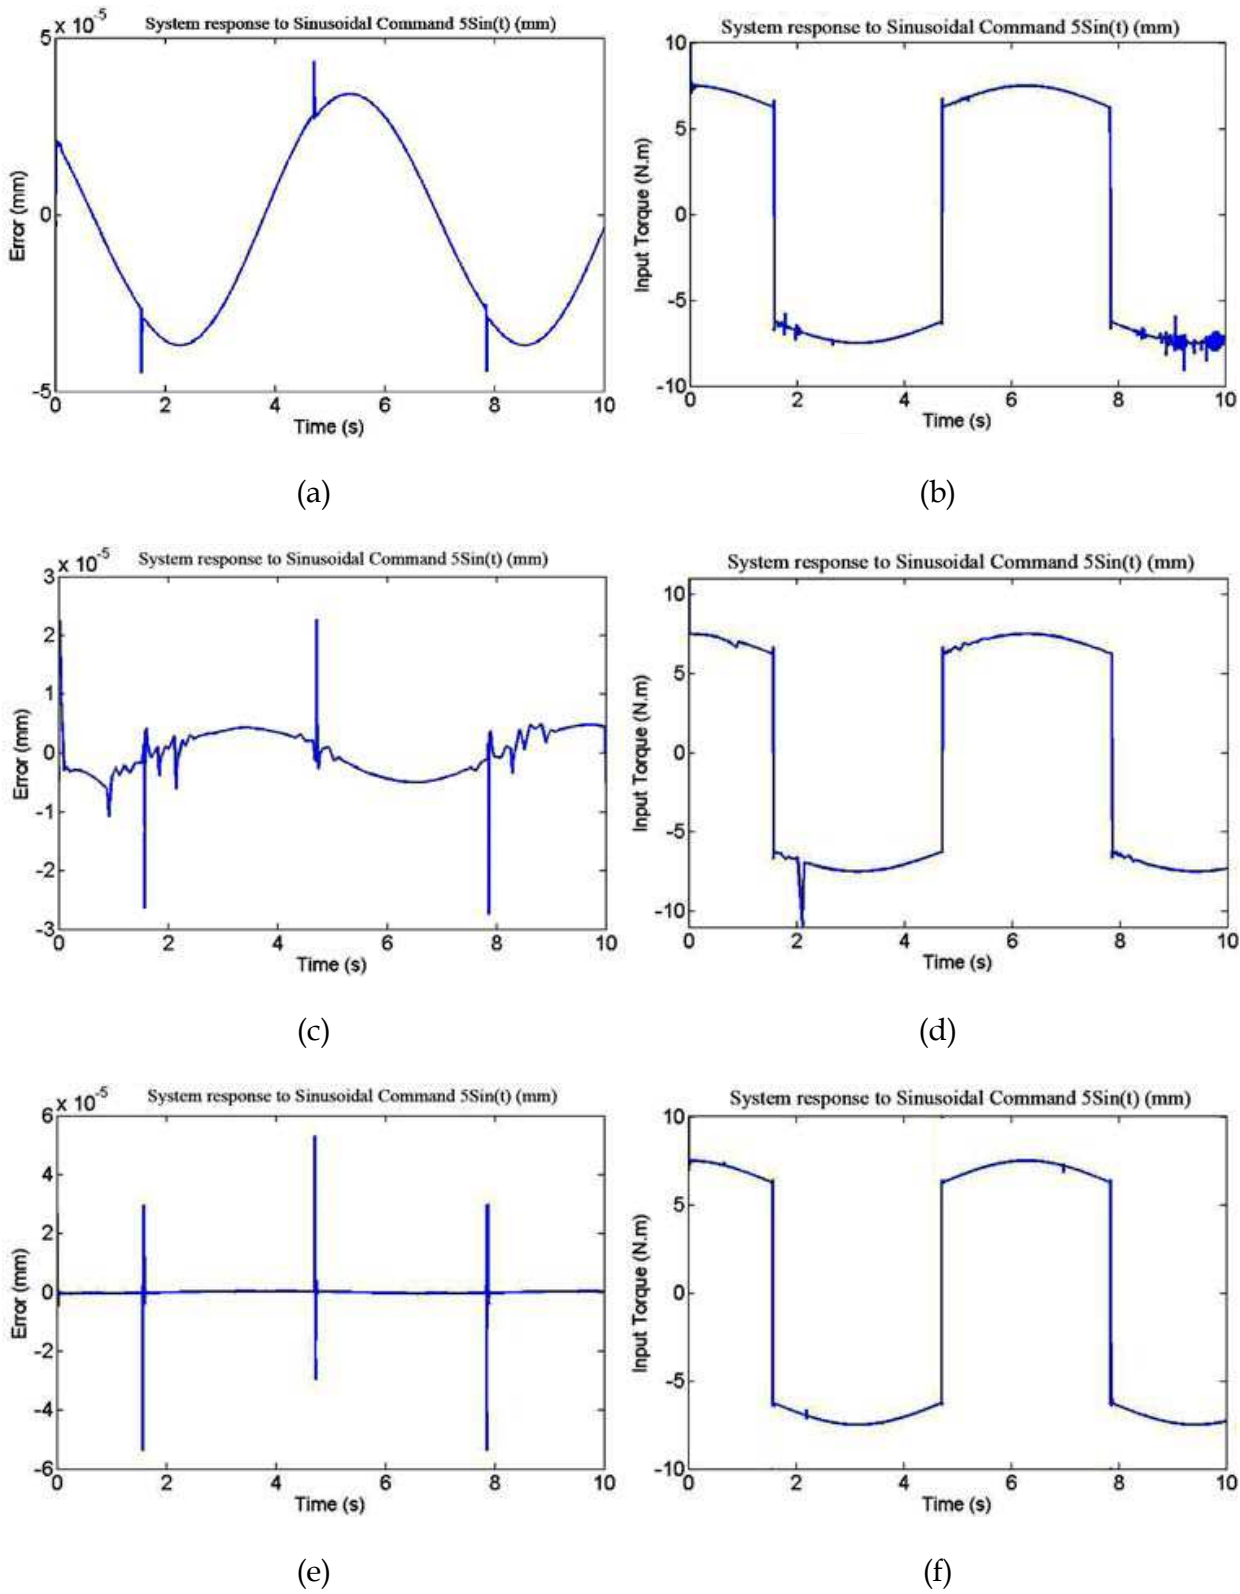 System response to Sinusoidal Command 5Sin(t) (mm)
x 10-5
5
0
-5
Error (mm)
0 2 4 6 8 10
Time (s)
(a)
System response to Sinusoidal Command 5Sin(t) (mm)
10
5
0
-5
-10
Input Torque (N.m)
0 2 4 6 8 10
Time (s)
(b)
System response to Sinusoidal Command 5Sin(t) (mm)
x 10-5
3
2
1
0
-1
-2
-3
Error (mm)
0 2 4 6 8 10
Time (s)
(c)
System response to Sinusoidal Command 5Sin(t) (mm)
10
5
0
-5
-10
Input Torque (N.m)
0 2 4 6 8 10
Time (s)
(d)
System response to Sinusoidal Command 5Sin(t) (mm)
x 10-5
6
4
2
0
-2
-4
-6
Error (mm)
0 2 4 6 8 10
Time (s)
(e)
System response to Sinusoidal Command 5Sin(t) (mm)
10
5
0
-5
-10
Input Torque (N.m)
0 2 4 6 8 10
Time (s)
(f)